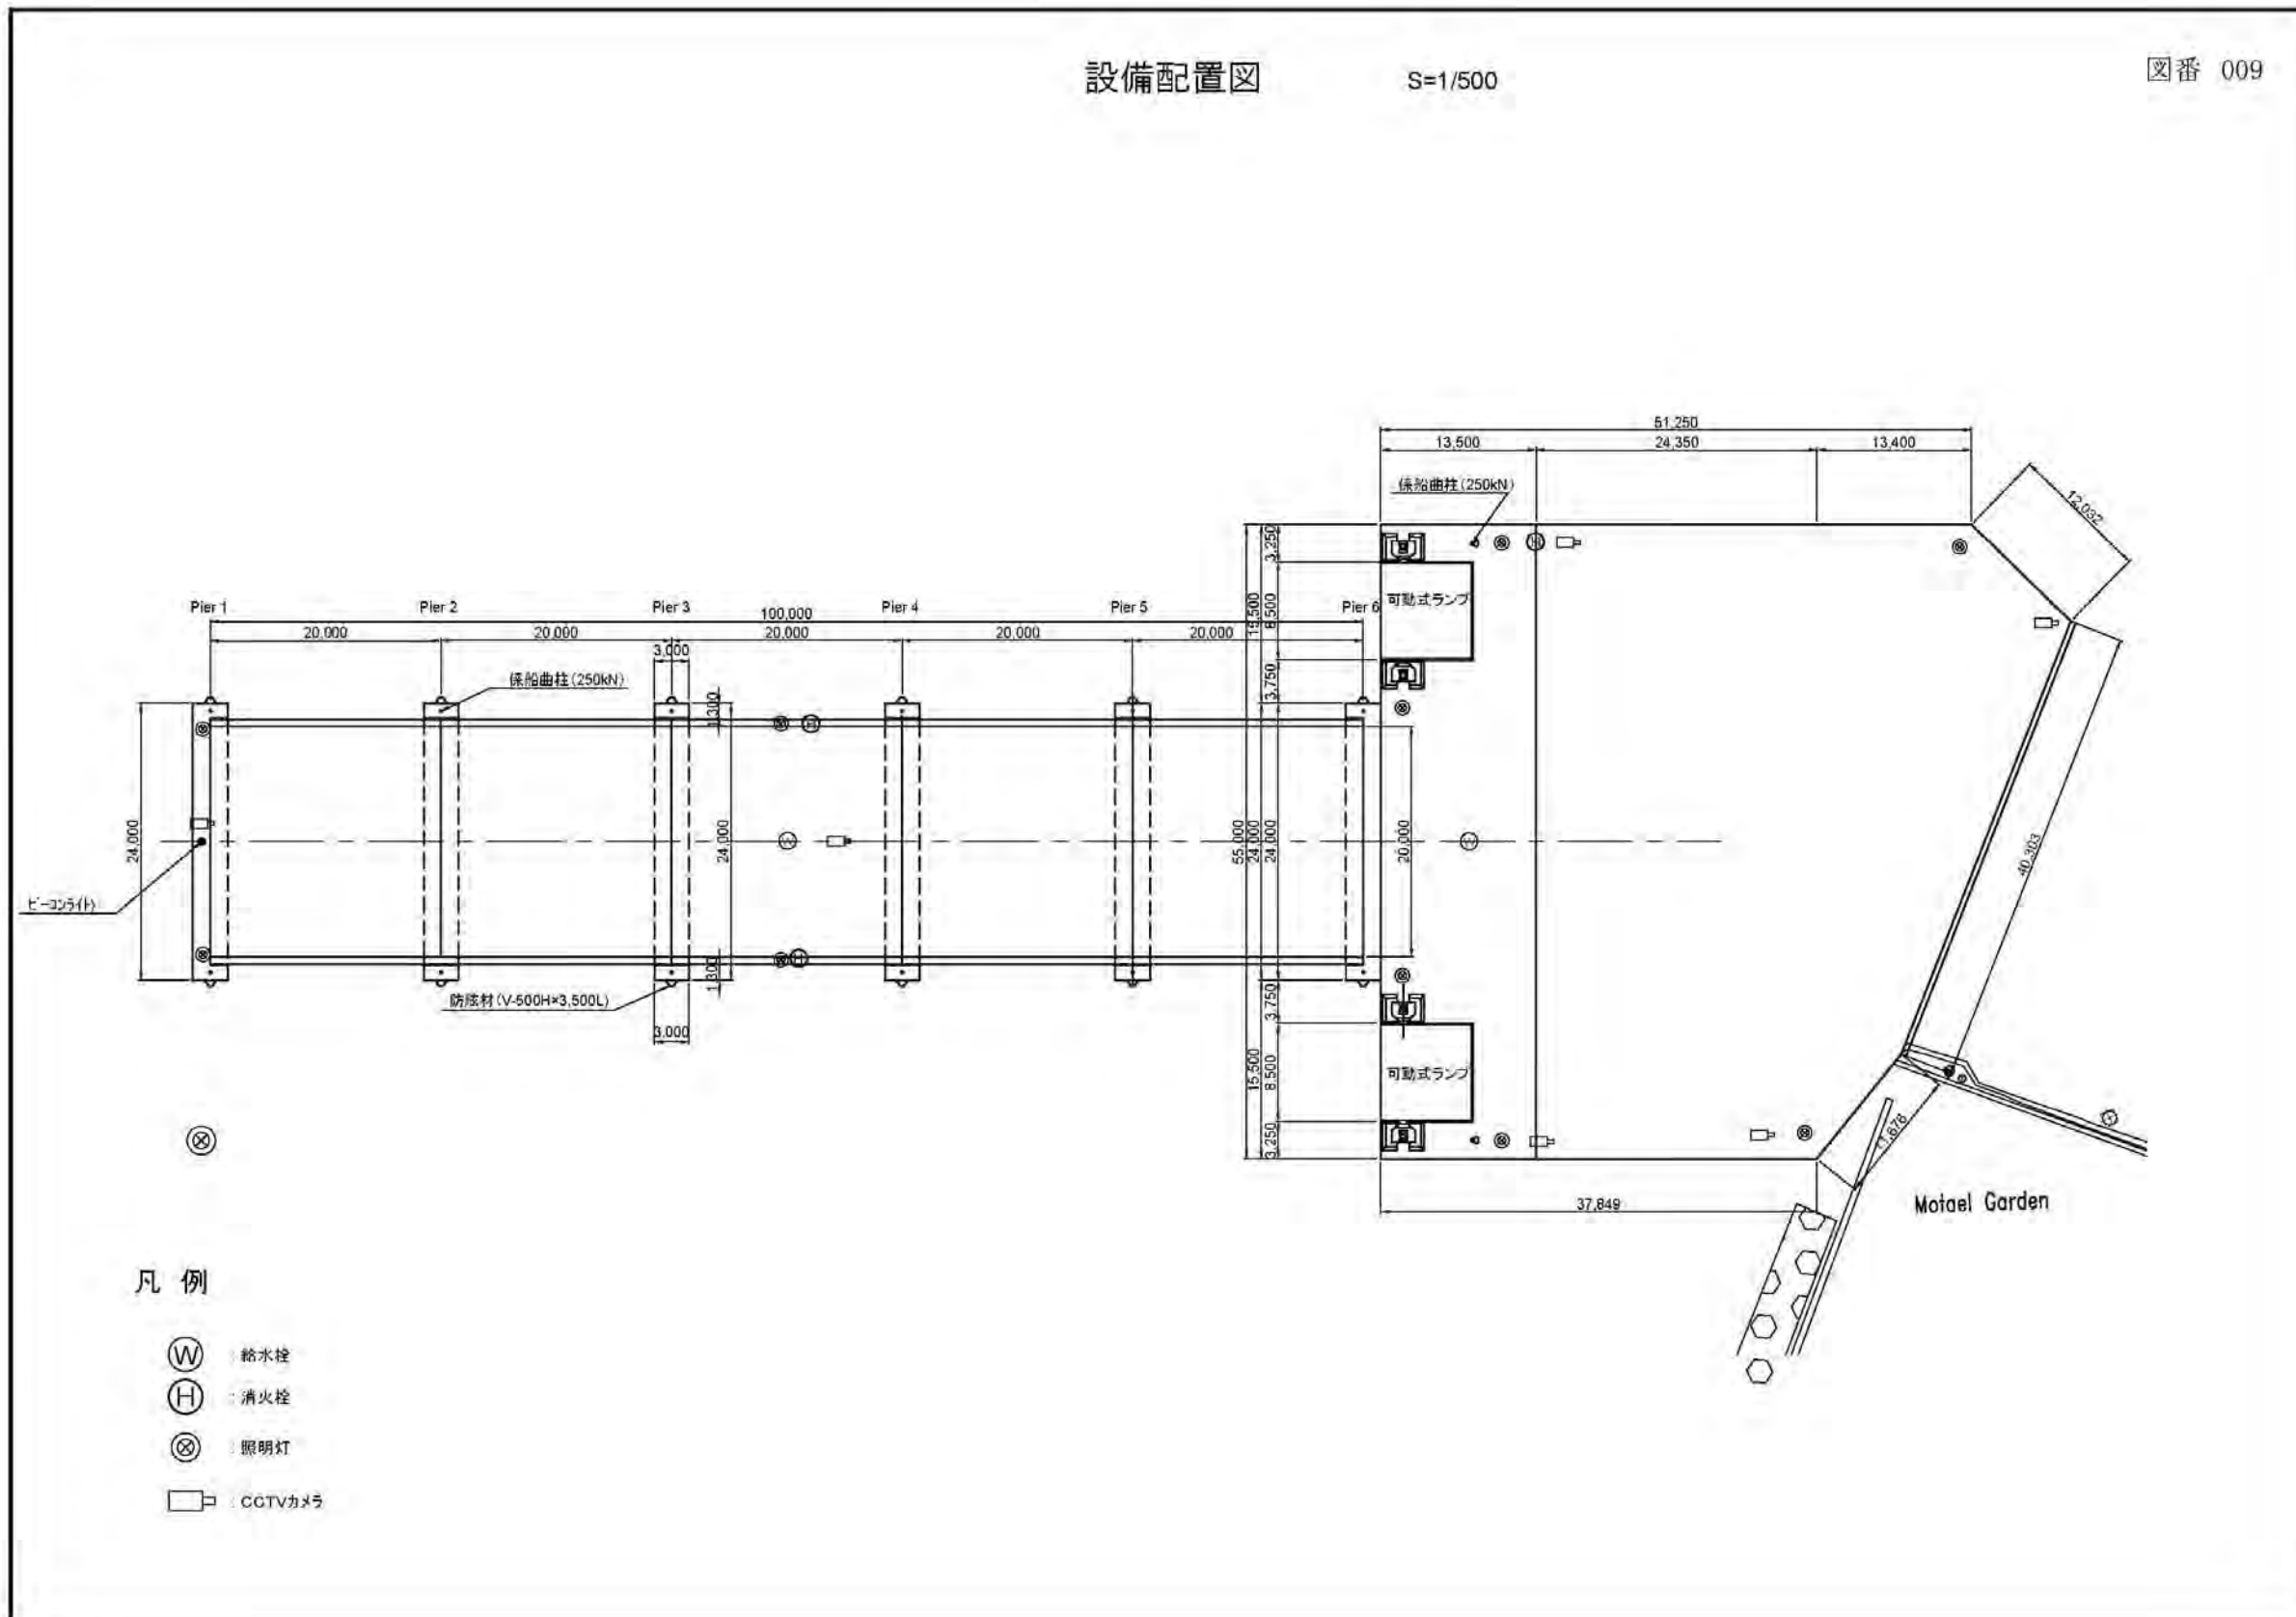 設備配置図
S=1/500
図番 009
51,250
13,500
24,350
13,400
係船曲柱(250kN)
12,032
3,250
可動式ランプ
15,500
8,500
3,750
Pier 1
Pier 2
Pier 3
100,000
Pier 4
Pier 5
Pier 6
20,000
20,000
20,000
20,000
20,000
3,000
係船曲柱(250kN)
1,300
24,000
24,000
W
H
55,000
24,000
24,000
20,000
W
H
40,303
ビーコンライト)
H
1,300
防舷材(V-500H×3,500L)
3,000
3,750
15,500
8,500
可動式ランプ
3,250
11,676
37,849
Motael Garden
凡 例
W : 給水栓
H : 消火栓
: 照明灯
: CCTVカメラ